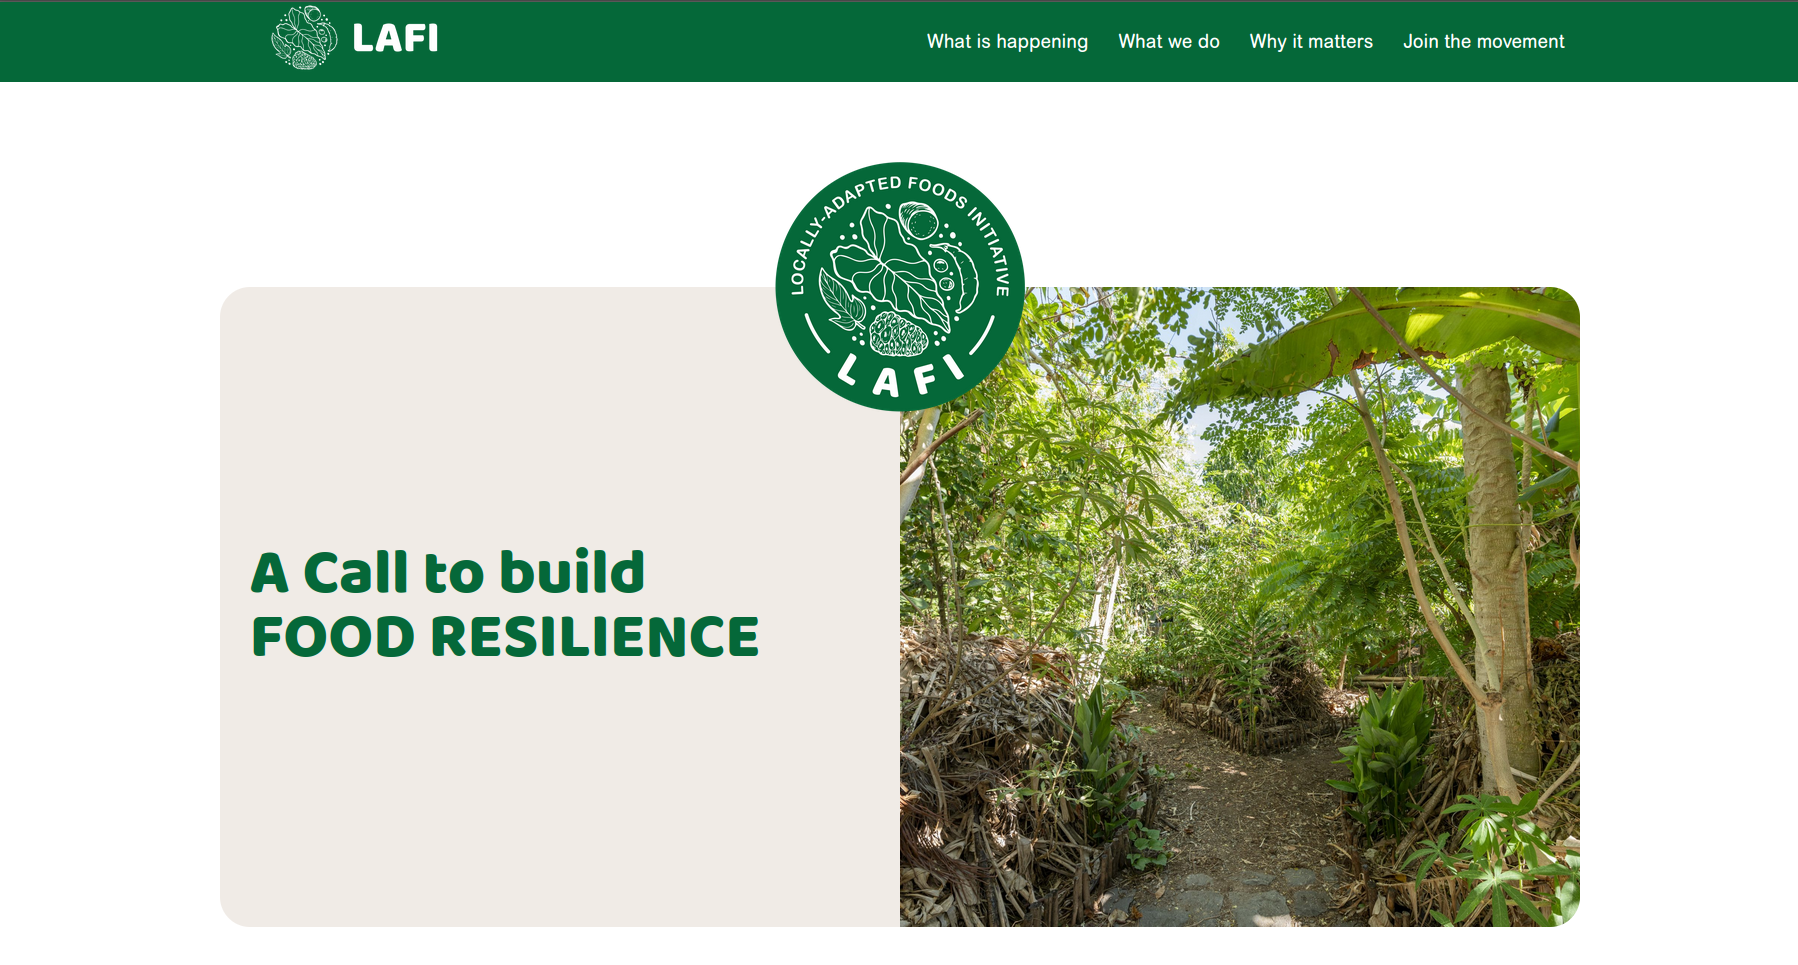 LAFI
What is happening
What we do
Why it matters
Join the movement
LOCALLY-ADAPTED FOODS INITIATIVE
LAFI
A Call to build
FOOD RESILIENCE